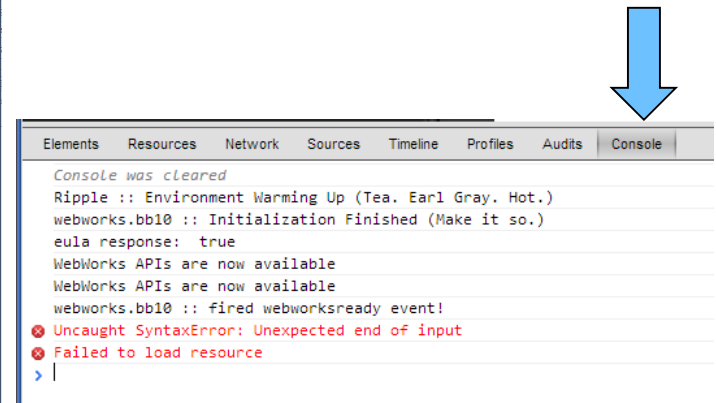 Elements Resources Network Sources Timeline Profiles Audits Console
Console was cleared
Ripple :: Environment Warming Up (Tea. Earl Gray. Hot.)
webworks.bb10 :: Initialization Finished (Make it so.)
eula response:  true
WebWorks APIs are now available
WebWorks APIs are now available
webworks.bb10 :: fired webworksready event!
Uncaught SyntaxError: Unexpected end of input
Failed to load resource
>